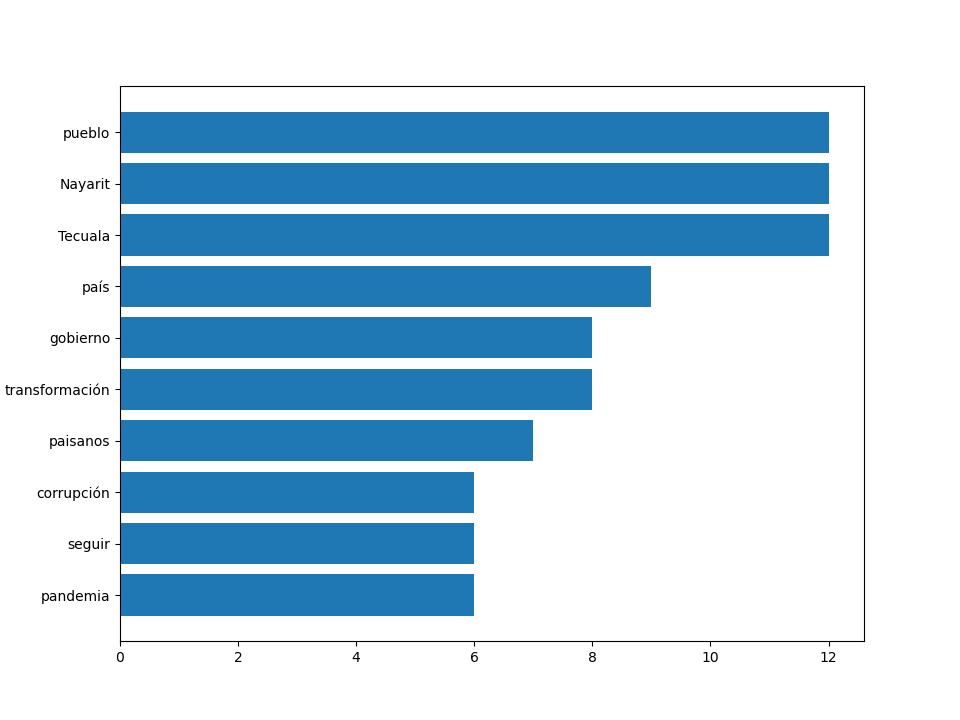 pueblo
Nayarit
Tecuala
país
gobierno
transformación
paisanos
corrupción
seguir
pandemia
0 2 4 6 8 10 12